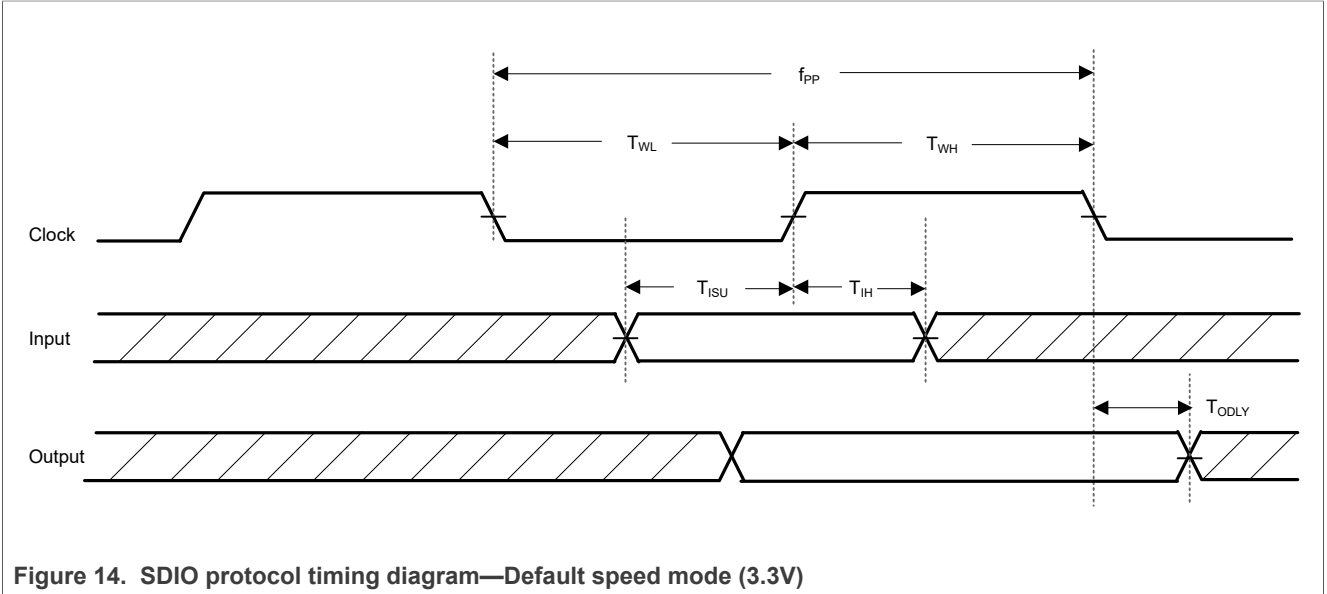 fPP
TWL
TWH
Clock
TISU
TIH
Input
TODLY
Output
Figure 14. SDIO protocol timing diagram—Default speed mode (3.3V)